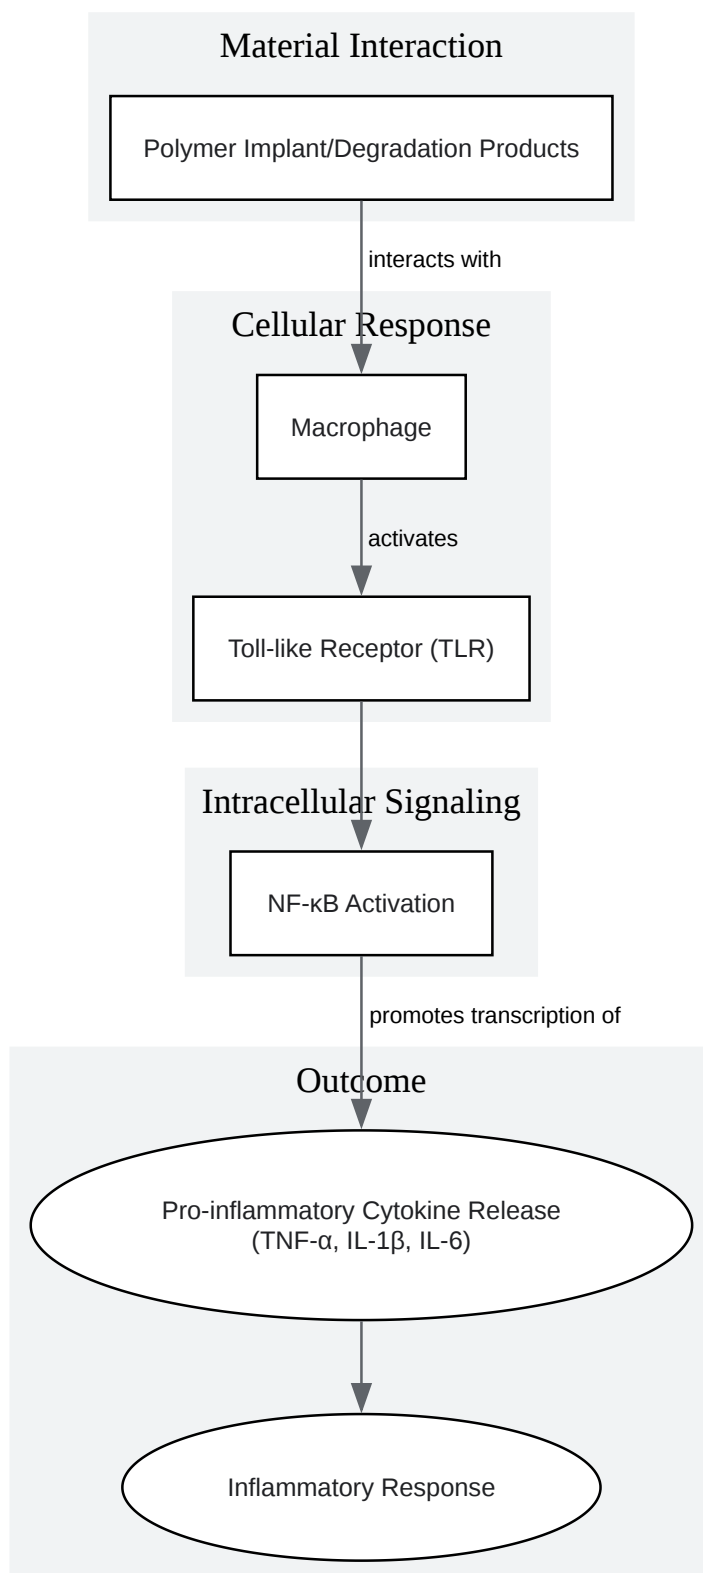 Material Interaction
Polymer Implant/Degradation Products
interacts with
Cellular Response
Macrophage
activates
Toll-like Receptor (TLR)
Intracellular Signaling
NF-κB Activation
promotes transcription of
Outcome
Pro-inflammatory Cytokine Release
(TNF-α, IL-1β, IL-6)
Inflammatory Response